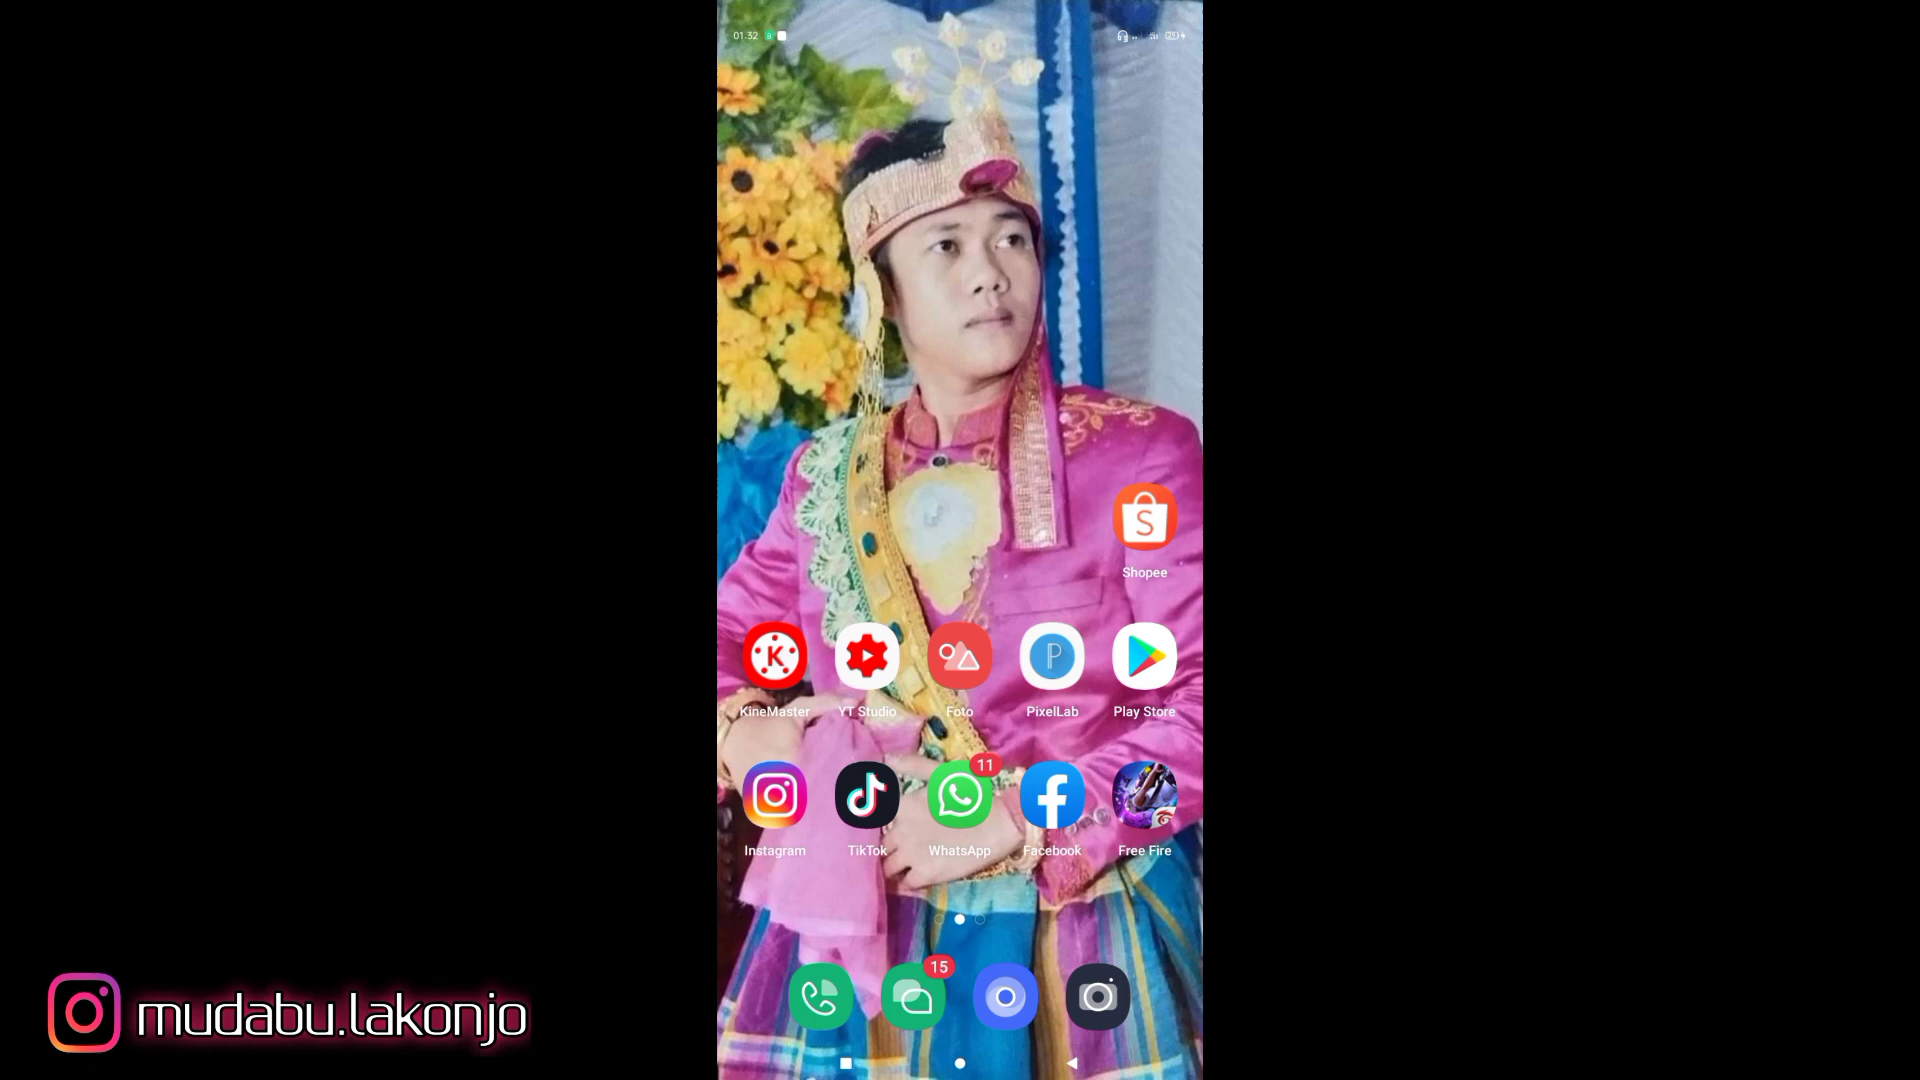 01.32
Shopee
KineMaster YT Studio Foto PixelLab Play Store
11
Instagram TikTok WhatsApp Facebook Free Fire
15
mudabu.lakonjo